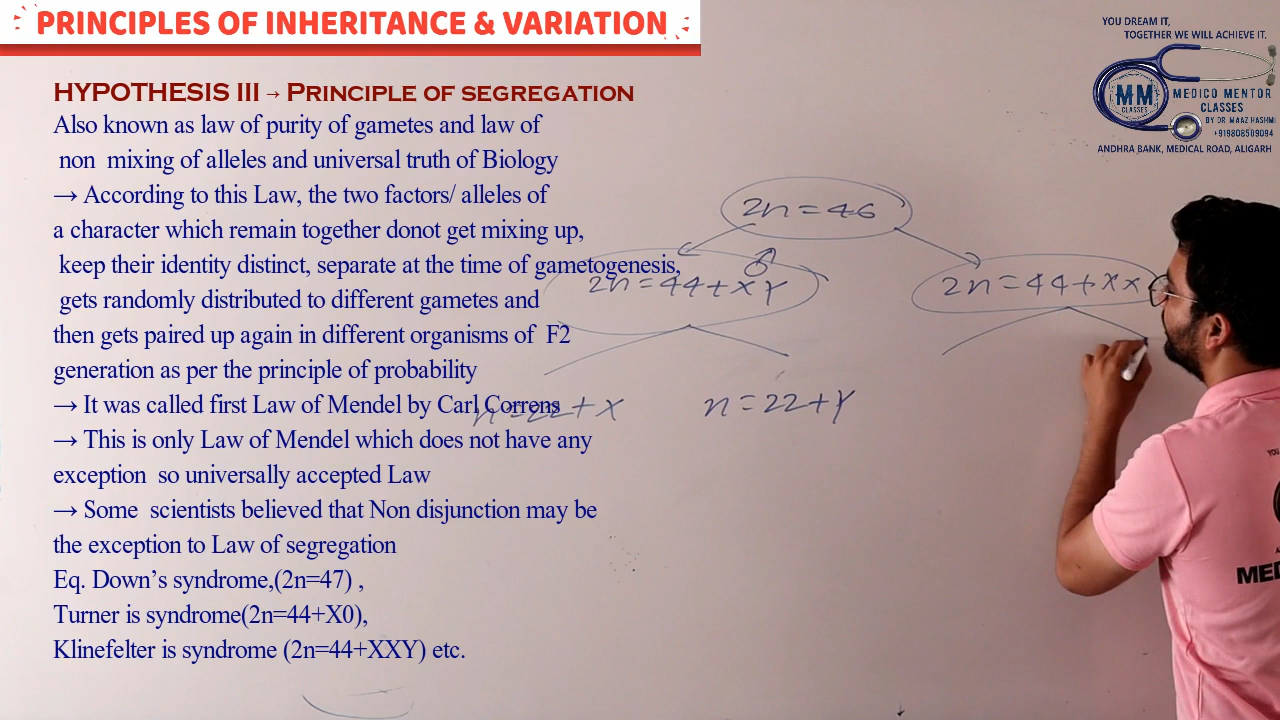 PRINCIPLES OF INHERITANCE & VARIATION
YOU DREAM IT,
TOGETHER WE WILL ACHIEVE IT.
MM
CLASSES
MEDICO MENTOR
CLASSES
BY DR. MAAZ HASHMI
+919808509094
ANDHRA BANK, MEDICAL ROAD, ALIGARH
HYPOTHESIS III → PRINCIPLE OF SEGREGATION
Also known as law of purity of gametes and law of
non mixing of alleles and universal truth of Biology
→ According to this Law, the two factors/ alleles of
a character which remain together donot get mixing up,
keep their identity distinct, separate at the time of gametogenesis,
gets randomly distributed to different gametes and
then gets paired up again in different organisms of F2
generation as per the principle of probability
→ It was called first Law of Mendel by Carl Correns
→ This is only Law of Mendel which does not have any
exception so universally accepted Law
→ Some scientists believed that Non disjunction may be
the exception to Law of segregation
Eq. Down's syndrome,(2n=47) ,
Turner is syndrome(2n=44+X0),
Klinefelter is syndrome (2n=44+XXY) etc.
2n=46
♂
2n=44+XY
2n=44+XX
n=22+X
n=22+Y
MED